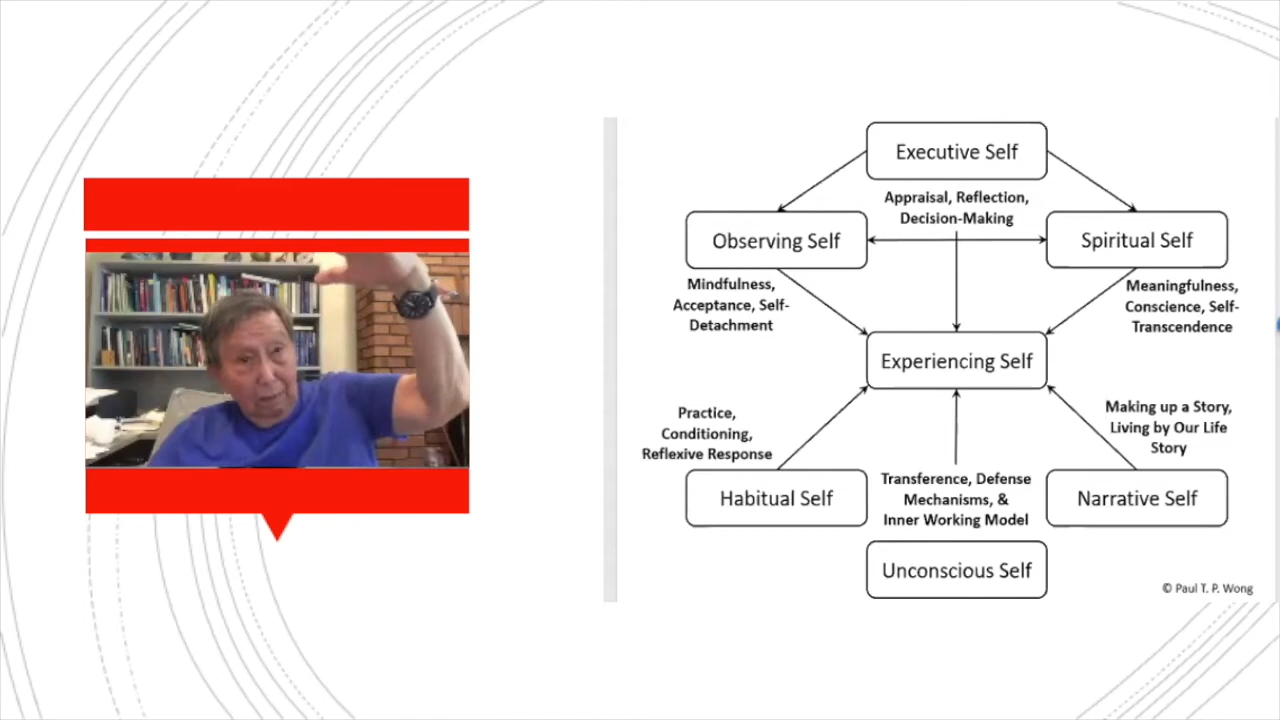 Executive Self
Appraisal, Reflection,
Decision-Making
Observing Self
Spiritual Self
Mindfulness,
Acceptance, Self-
Detachment
Meaningfulness,
Conscience, Self-
Transcendence
Experiencing Self
Practice,
Conditioning,
Reflexive Response
Making up a Story,
Living by Our Life
Story
Habitual Self
Transference, Defense
Mechanisms, &
Inner Working Model
Narrative Self
Unconscious Self
© Paul T. P. Wong